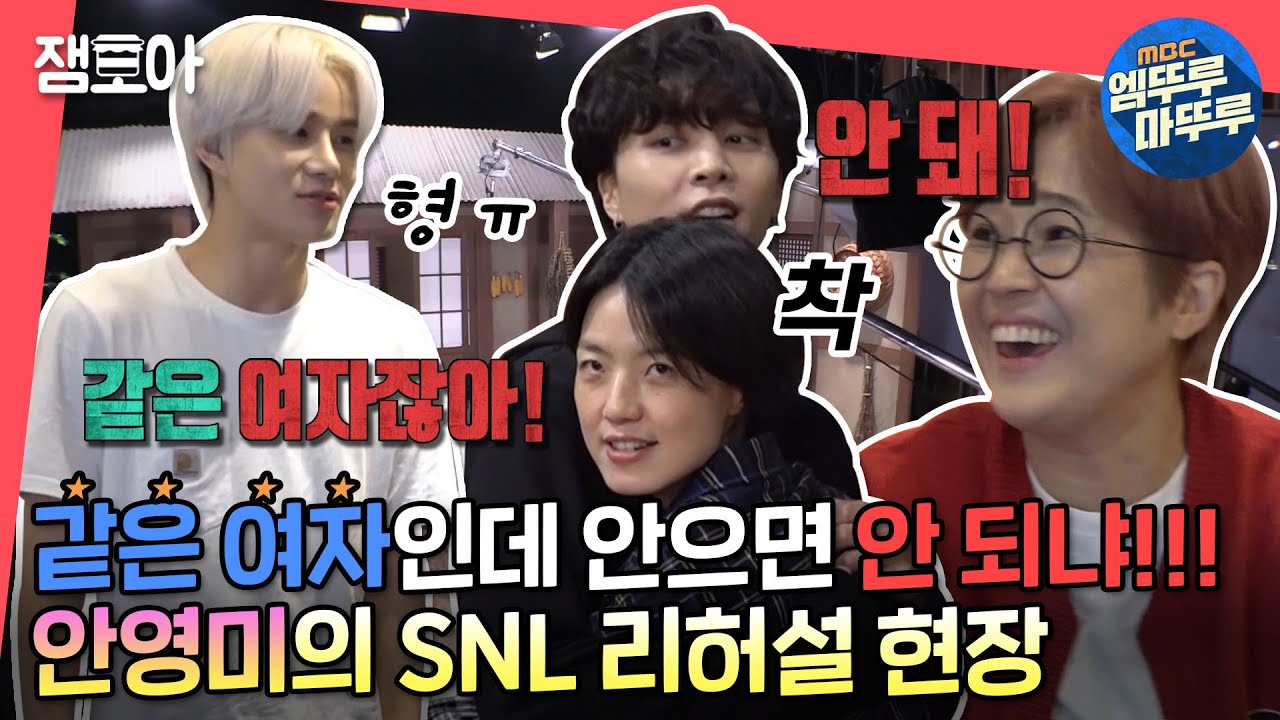 잼토아
MBC
엠뚜루
마뚜루
안 돼!
형ㅠ
착
같은 여자잖아!
같은 여자인데 안으면 안 되냐!!!
안영미의 SNL 리허설 현장